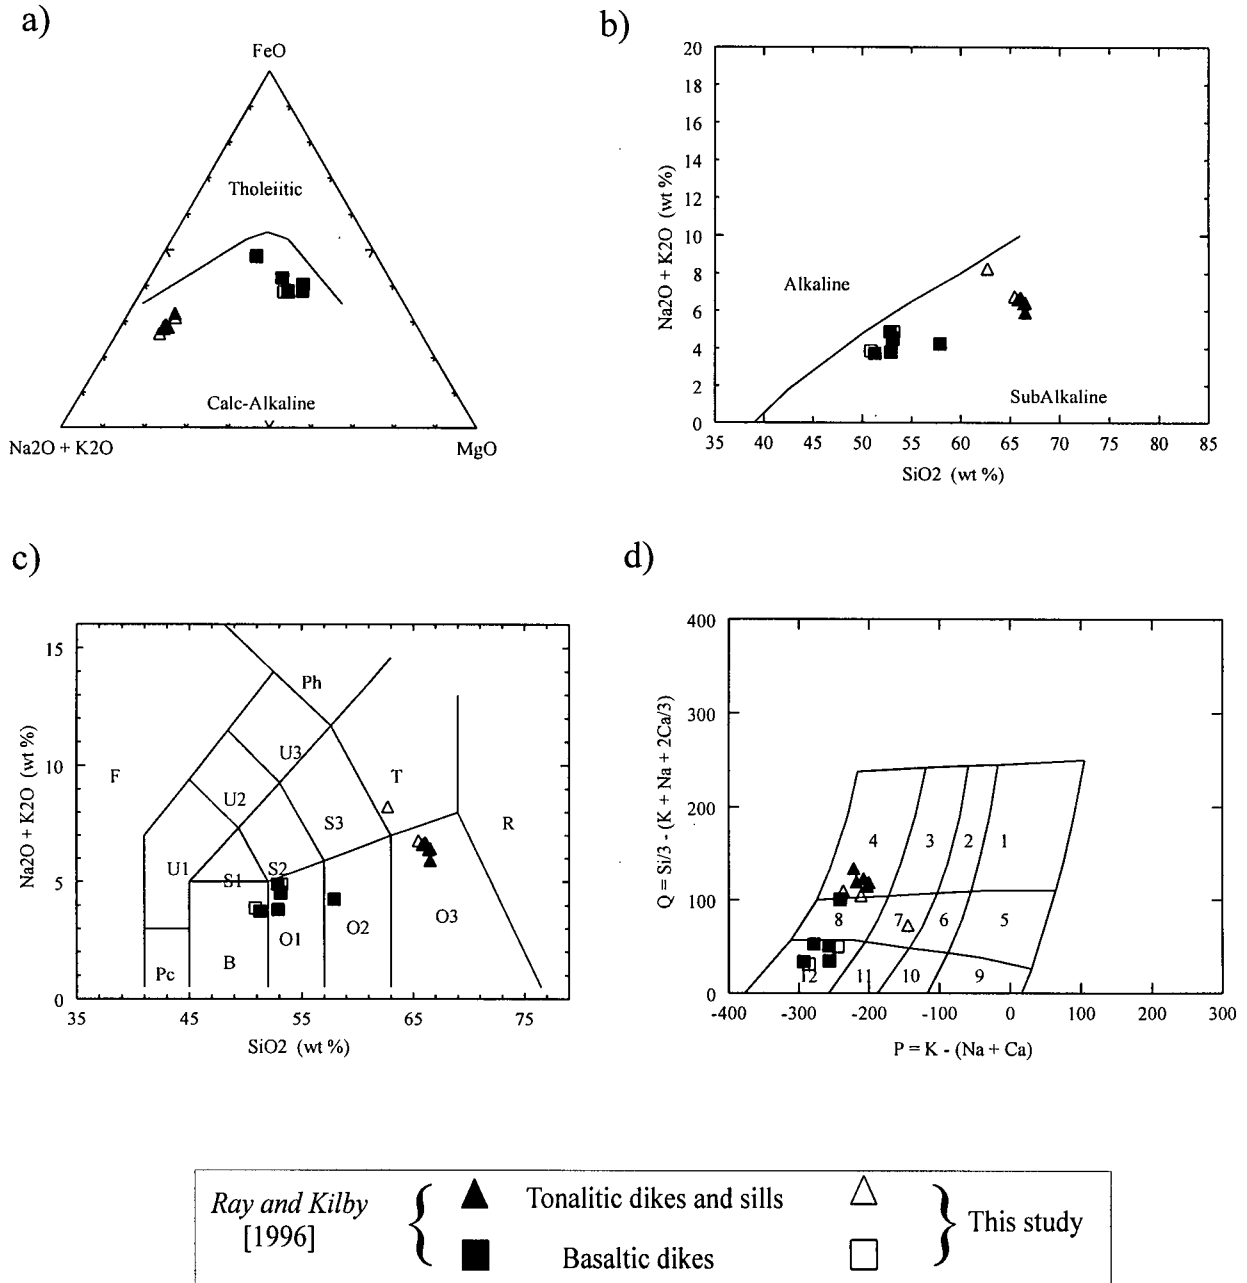 a)
FeO
Tholeiitic
Calc-Alkaline
Na2O + K2O
MgO
b)
20
18
16
14
12
10
8
6
4
2
0
Na2O + K2O (wt %)
Alkaline
SubAlkaline
35 40 45 50 55 60 65 70 75 80 85
SiO2 (wt %)
c)
15
10
5
0
Na2O + K2O (wt %)
Ph
F
U3
T
U2
S3
R
U1
S1
S2
O1
O2
O3
Pc
B
35 45 55 65 75
SiO2 (wt %)
d)
400
300
200
100
0
Q = Si/3 - (K + Na + 2Ca/3)
4 3 2 1
8 7 6 5
12 11 10 9
-400 -300 -200 -100 0 100 200 300
P = K - (Na + Ca)
Ray and Kilby
[1996]
Tonalitic dikes and sills
Basaltic dikes
This study